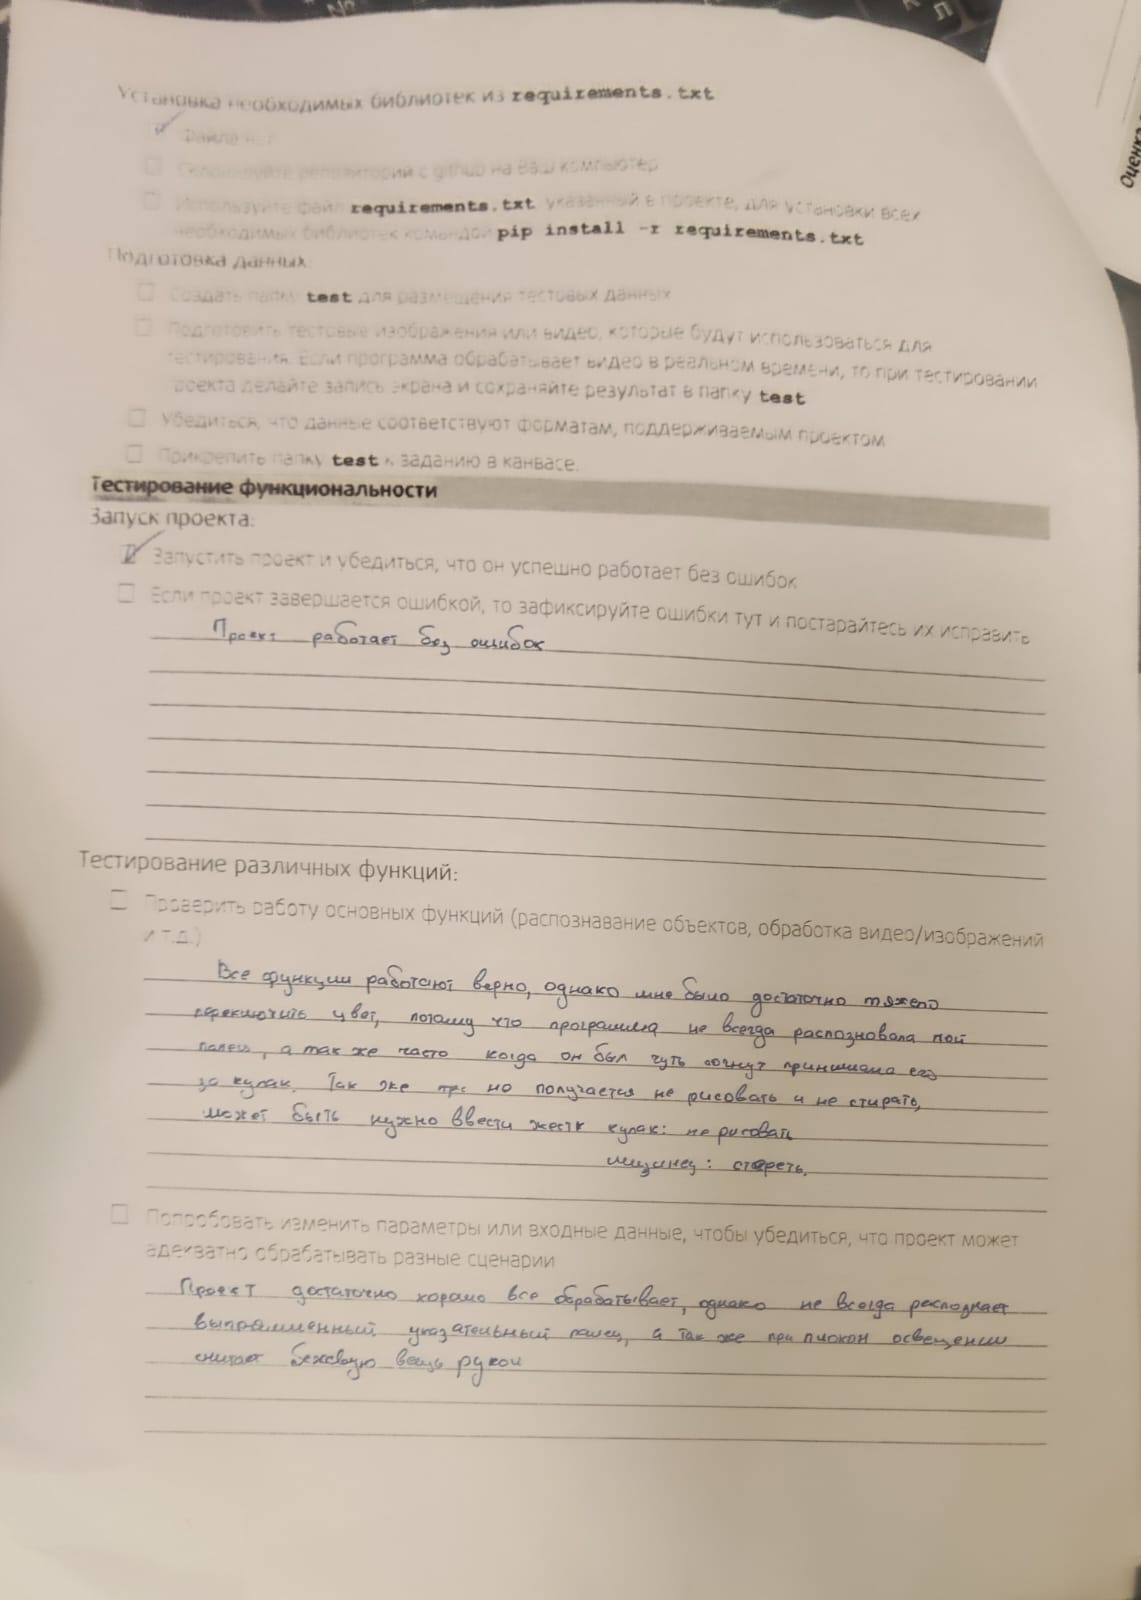 Установка необходимых библиотек из requirements.txt
Файла нет
Склонируйте репозиторий с github на Ваш компьютер
Используйте файл requirements.txt указанный в проекте, для установки всех
необходимых библиотек командой pip install -r requirements.txt
Подготовка данных:
Создать папку test для размещения тестовых данных
Подготовить тестовые изображения или видео, которые будут использоваться для
тестирования. Если программа обрабатывает видео в реальном времени, то при тестировании
проекта делайте запись экрана и сохраняйте результат в папку test
Убедиться, что данные соответствуют форматам, поддерживаемым проектом
Прикрепить папку test к заданию в канвасе.
Тестирование функциональности
Запуск проекта:
Запустить проект и убедиться, что он успешно работает без ошибок
Если проект завершается ошибкой, то зафиксируйте ошибки тут и постарайтесь их исправить
Проект работает без ошибок
Тестирование различных функций:
Проверить работу основных функций (распознавание объектов, обработка видео/изображений
и т.д.)
Все функции работают верно, однако мне было достаточно тяжело
переключить цвет, потому что программа не всегда распозновала мой
палец, а так же часто когда он был чуть согнут принимала его
за кулак. Так же но получается не рисовать и не стирать,
может быть нужно ввести жест кулак: не рисовать
мизинец: стереть.
Попробовать изменить параметры или входные данные, чтобы убедиться, что проект может
адекватно обрабатывать разные сценарии
Проект достаточно хорошо все обрабатывает, однако не всегда распознает
выпрямленный указательный палец, а так же при плохом освещении
считает бежевую вещь рукой
Оценка